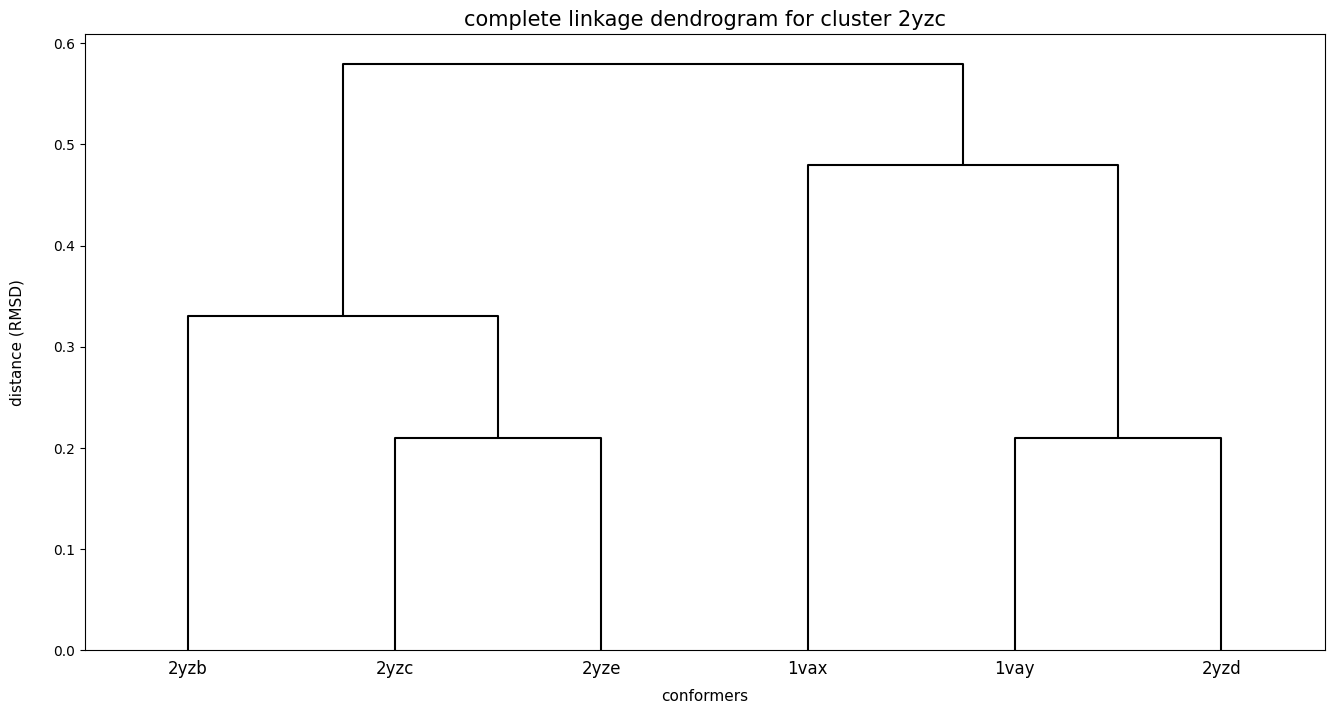 complete linkage dendrogram for cluster 2yzc
0.6
0.5
0.4
0.3
0.2
0.1
0.0
distance (RMSD)
2yzb 2yzc 2yze 1vax 1vay 2yzd
conformers